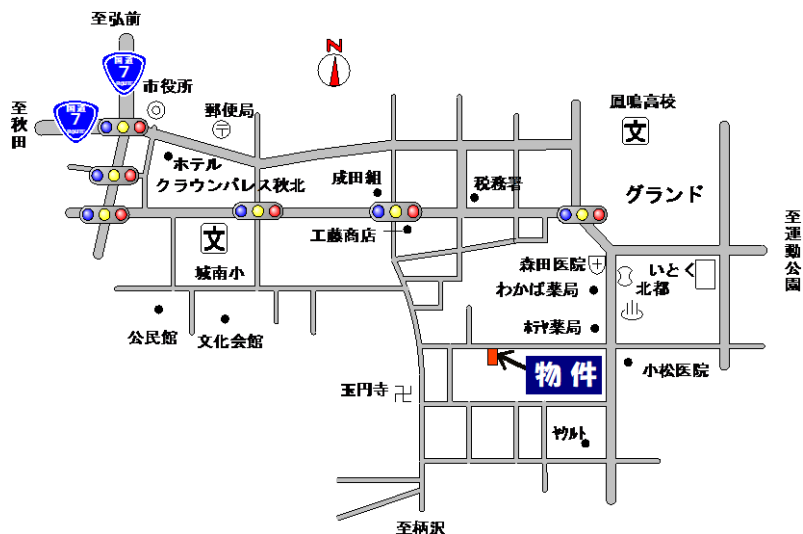 至弘前
国道
7
N
市役所
鳳鳴高校
至秋田
国道
7
郵便局
文
ホテル
クラウンパレス秋北
成田組
税務署
グランド
至運動公園
文
工藤商店
城南小
森田医院
いとく
わかば薬局
北都
公民館
文化会館
ホテヤ薬局
物件
小松医院
玉円寺
ヤクルト
至柄沢